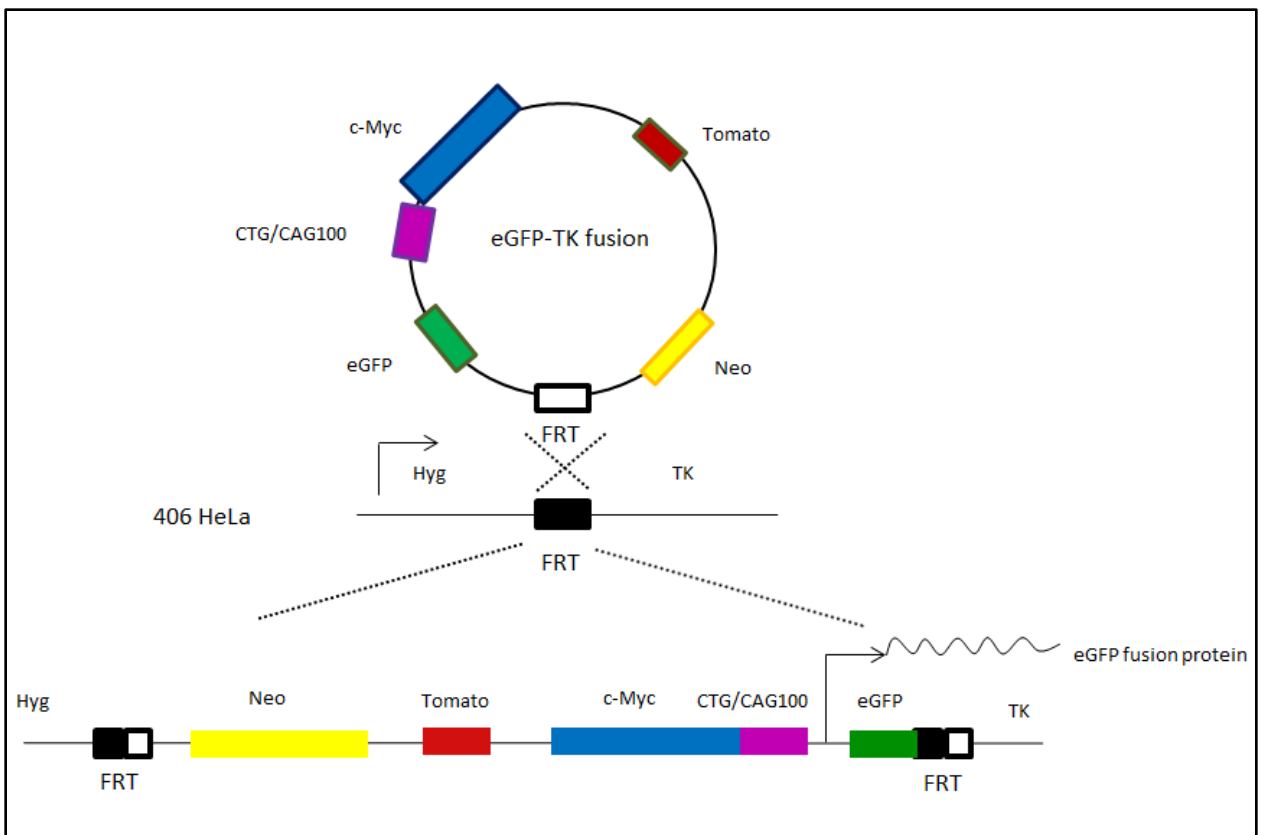 c-Myc
Tomato
CTG/CAG100
eGFP-TK fusion
eGFP
Neo
FRT
Hyg
TK
406 HeLa
FRT
eGFP fusion protein
Hyg
Neo
Tomato
c-Myc
CTG/CAG100
eGFP
TK
FRT
FRT